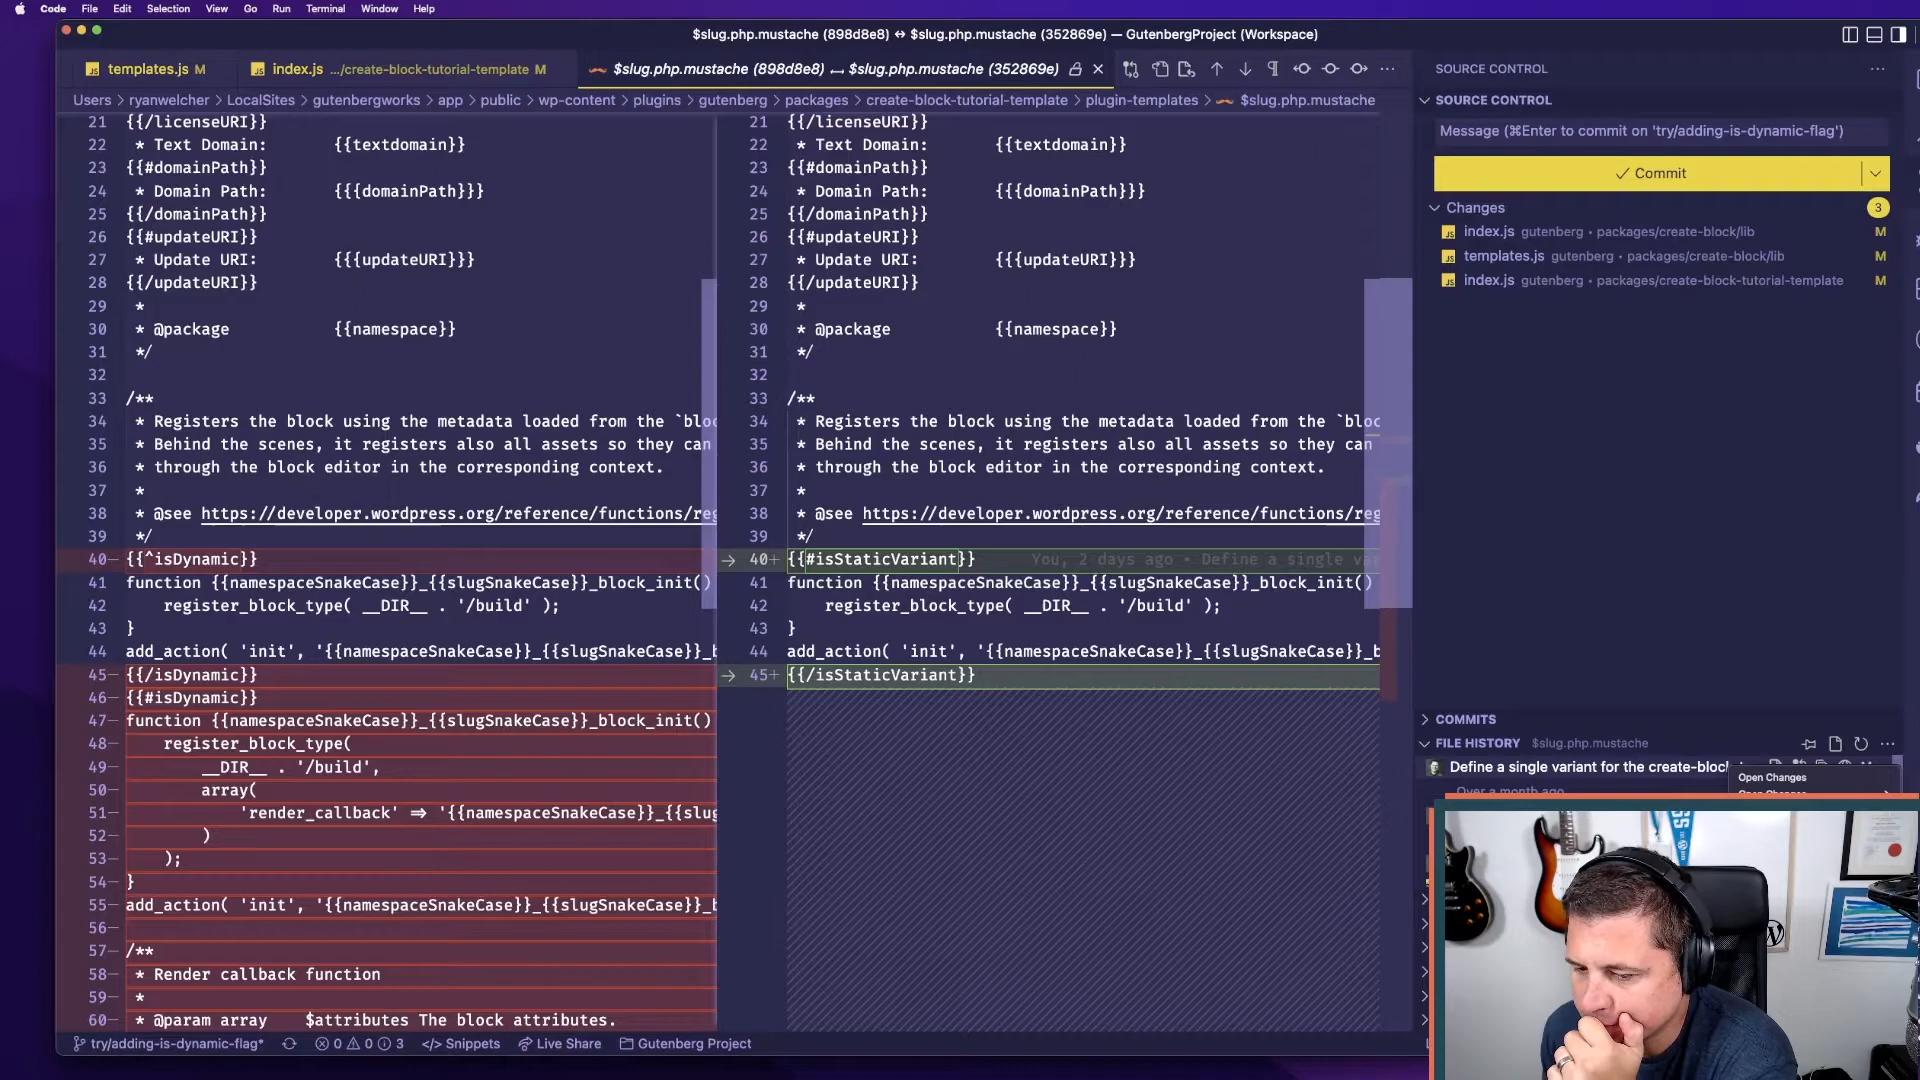 Code File Edit Selection View Go Run Terminal Window Help
$slug.php.mustache (898d8e8) ↔ $slug.php.mustache (352869e) — GutenbergProject (Workspace)
templates.js M index.js .../create-block-tutorial-template M $slug.php.mustache (898d8e8) ↔ $slug.php.mustache (352869e)
Users > ryanwelcher > LocalSites > gutenbergworks > app > public > wp-content > plugins > gutenberg > packages > create-block-tutorial-template > plugin-templates > $slug.php.mustache
21 {{/licenseURI}}
22 * Text Domain: {{textdomain}}
23 {{#domainPath}}
24 * Domain Path: {{{domainPath}}}
25 {{/domainPath}}
26 {{#updateURI}}
27 * Update URI: {{{updateURI}}}
28 {{/updateURI}}
29 *
30 * @package {{namespace}}
31 */
32
33 /**
34 * Registers the block using the metadata loaded from the `bloc
35 * Behind the scenes, it registers also all assets so they can
36 * through the block editor in the corresponding context.
37 *
38 * @see https://developer.wordpress.org/reference/functions/reg
39 */
40− {{^isDynamic}}
41 function {{namespaceSnakeCase}}_{{slugSnakeCase}}_block_init()
42 register_block_type( __DIR__ . '/build' );
43 }
44 add_action( 'init', '{{namespaceSnakeCase}}_{{slugSnakeCase}}_b
45− {{/isDynamic}}
46− {{#isDynamic}}
47− function {{namespaceSnakeCase}}_{{slugSnakeCase}}_block_init()
48− register_block_type(
49− __DIR__ . '/build',
50− array(
51− 'render_callback' => '{{namespaceSnakeCase}}_{{slug
52− )
53− );
54− }
55− add_action( 'init', '{{namespaceSnakeCase}}_{{slugSnakeCase}}_b
56−
57− /**
58− * Render callback function
59− *
60− * @param array $attributes The block attributes.
21 {{/licenseURI}}
22 * Text Domain: {{textdomain}}
23 {{#domainPath}}
24 * Domain Path: {{{domainPath}}}
25 {{/domainPath}}
26 {{#updateURI}}
27 * Update URI: {{{updateURI}}}
28 {{/updateURI}}
29 *
30 * @package {{namespace}}
31 */
32
33 /**
34 * Registers the block using the metadata loaded from the `bloc
35 * Behind the scenes, it registers also all assets so they can
36 * through the block editor in the corresponding context.
37 *
38 * @see https://developer.wordpress.org/reference/functions/reg
39 */
40+ {{#isStaticVariant}} You, 2 days ago • Define a single va
41 function {{namespaceSnakeCase}}_{{slugSnakeCase}}_block_init()
42 register_block_type( __DIR__ . '/build' );
43 }
44 add_action( 'init', '{{namespaceSnakeCase}}_{{slugSnakeCase}}_b
45+ {{/isStaticVariant}}
SOURCE CONTROL
SOURCE CONTROL
Message (⌘Enter to commit on 'try/adding-is-dynamic-flag')
✓ Commit
Changes 3
index.js gutenberg • packages/create-block/lib M
templates.js gutenberg • packages/create-block/lib M
index.js gutenberg • packages/create-block-tutorial-template M
COMMITS
FILE HISTORY $slug.php.mustache
Define a single variant for the create-block
Open Changes
Over a month ago
try/adding-is-dynamic-flag* 0 0 3 </> Snippets Live Share Gutenberg Project